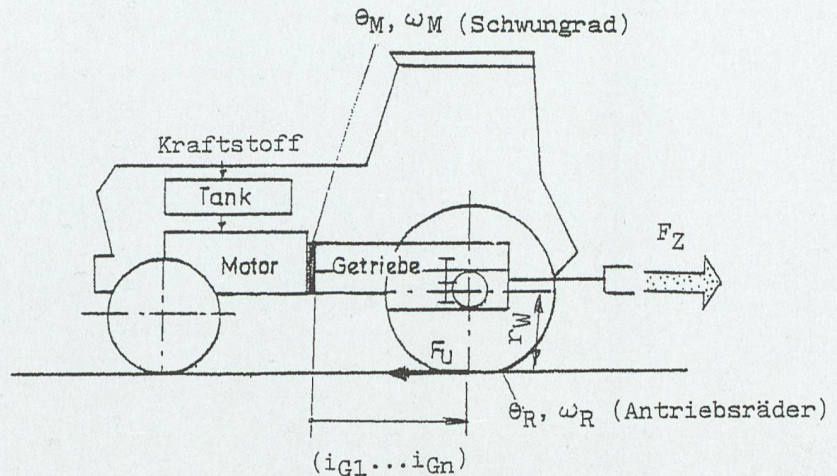 θM, ωM (Schwungrad)
Kraftstoff
Tank
Motor
Getriebe
FZ
rW
FU
θR, ωR (Antriebsräder)
(iG1...iGn)